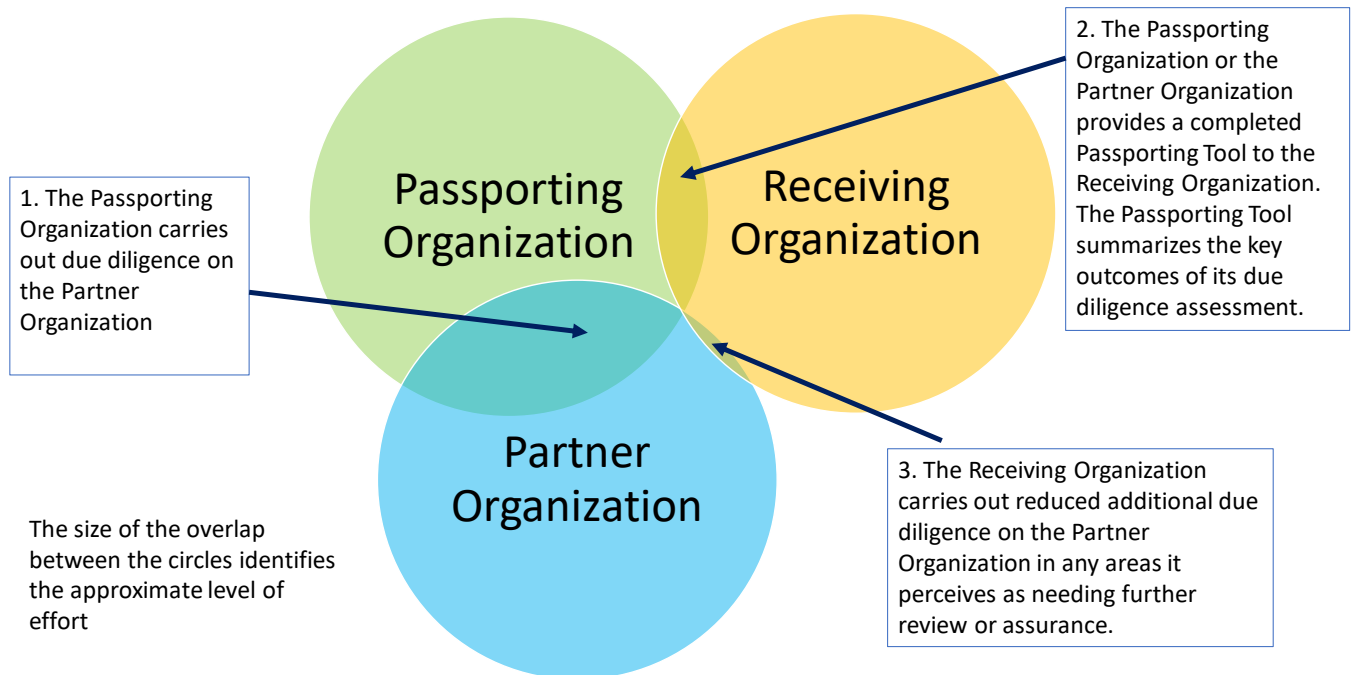 Passporting
Organization
Receiving
Organization
Partner
Organization
1. The Passporting
Organization carries
out due diligence on
the Partner
Organization
2. The Passporting
Organization or the
Partner Organization
provides a completed
Passporting Tool to the
Receiving Organization.
The Passporting Tool
summarizes the key
outcomes of its due
diligence assessment.
3. The Receiving Organization
carries out reduced additional due
diligence on the Partner
Organization in any areas it
perceives as needing further
review or assurance.
The size of the overlap
between the circles identifies
the approximate level of
effort